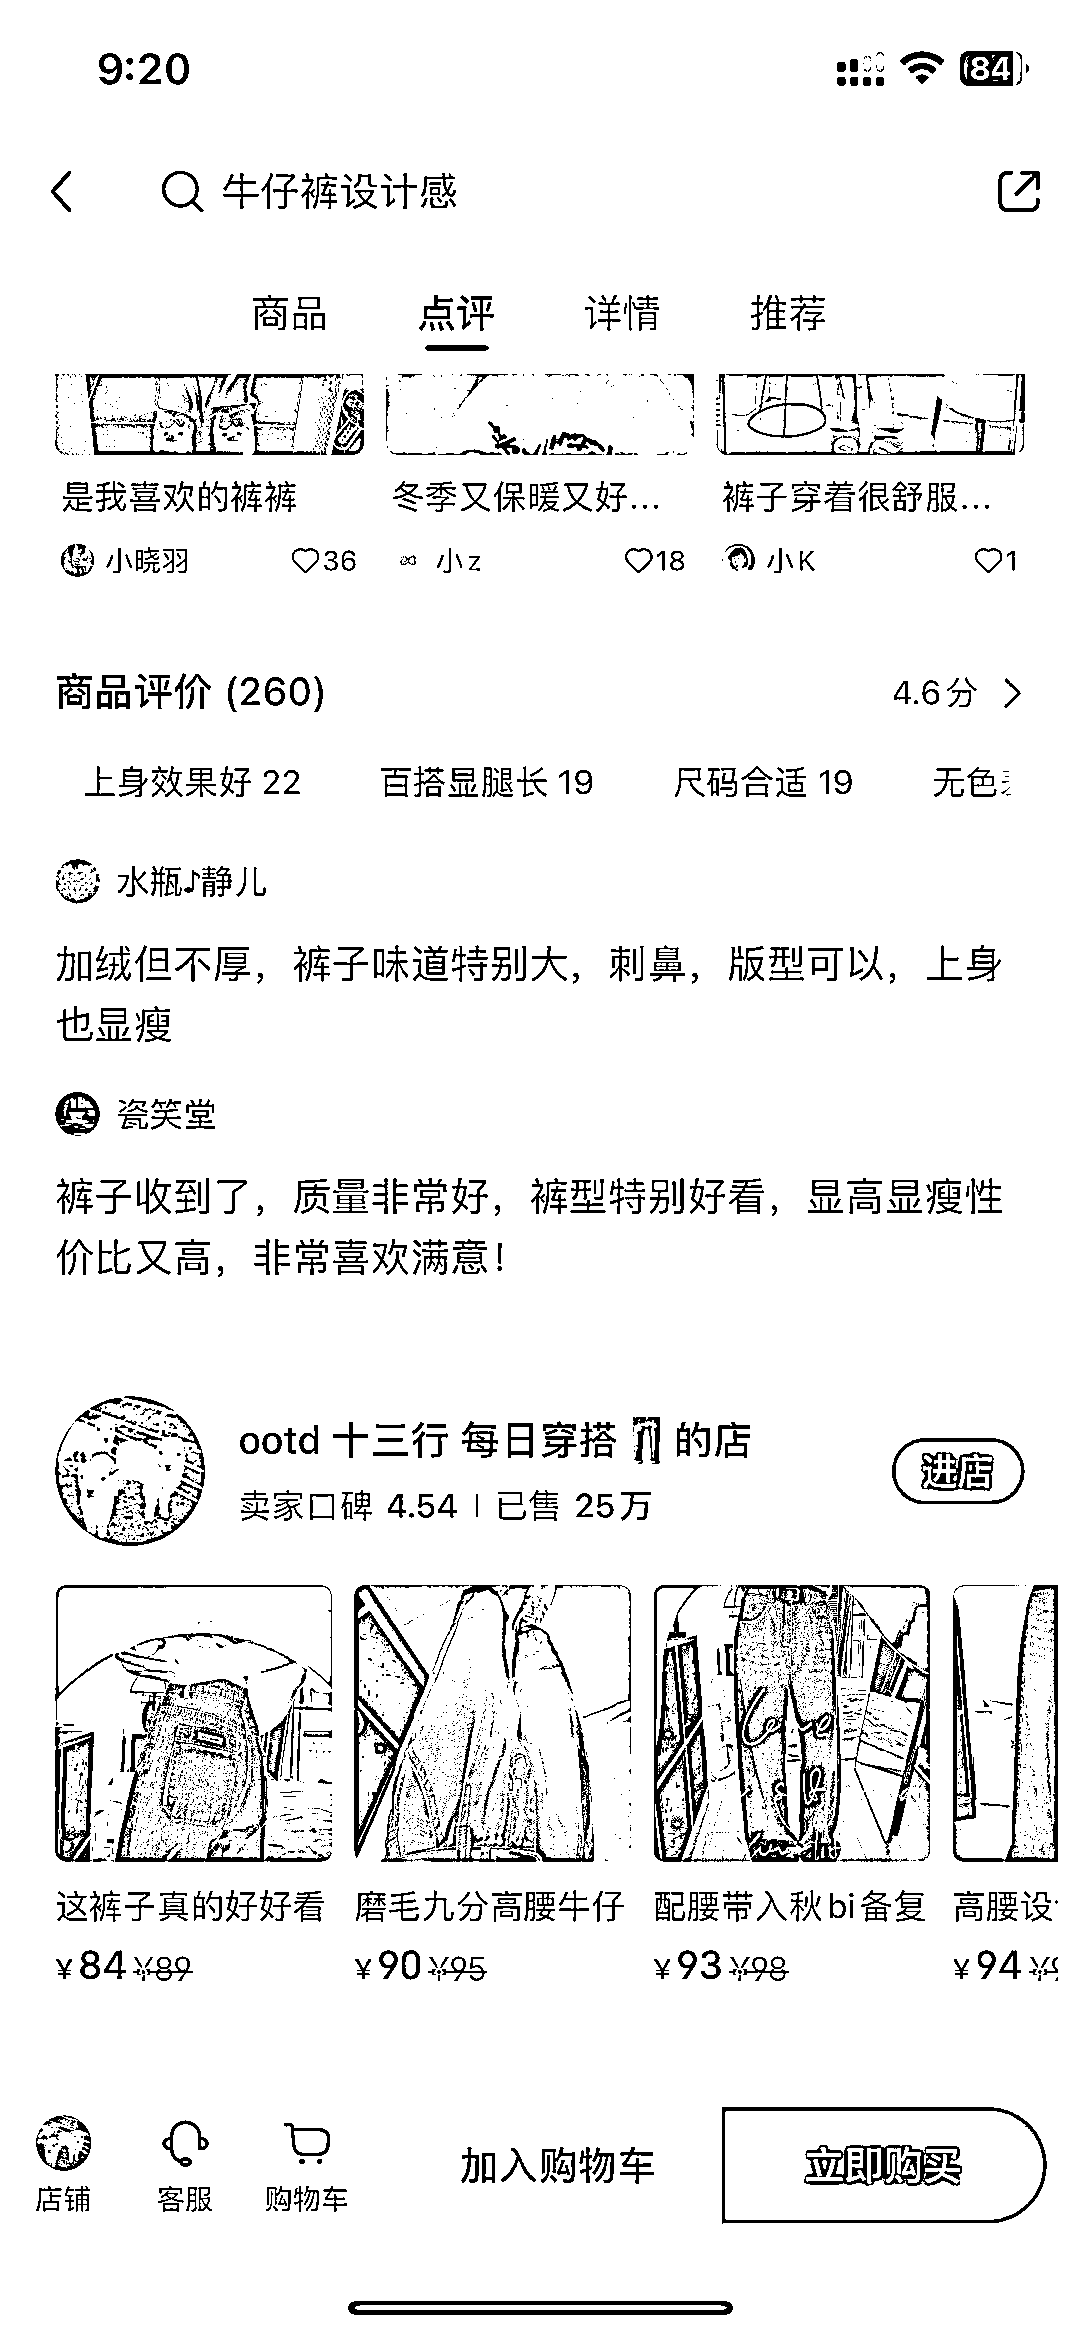 9:20
84
牛仔裤设计感
商品 点评 详情 推荐
是我喜欢的裤裤 冬季又保暖又好... 裤子穿着很舒服...
小晓羽 36 小z 18 小K 1
商品评价 (260) 4.6分
上身效果好 22 百搭显腿长 19 尺码合适 19 无色
水瓶♪静儿
加绒但不厚，裤子味道特别大，刺鼻，版型可以，上身
也显瘦
瓷笑堂
裤子收到了，质量非常好，裤型特别好看，显高显瘦性
价比又高，非常喜欢满意！
ootd 十三行 每日穿搭👖的店
进店
卖家口碑 4.54 | 已售 25万
Love
这裤子真的好好看 磨毛九分高腰牛仔 配腰带入秋bi备复 高腰设
¥84 ¥89 ¥90 ¥95 ¥93 ¥98 ¥94
加入购物车 立即购买
店铺 客服 购物车